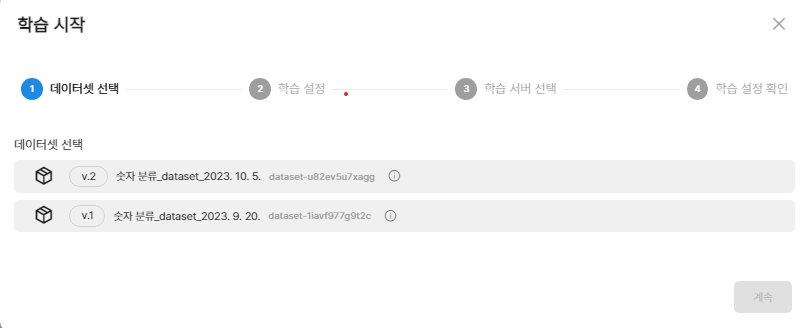 학습 시작
1 데이터셋 선택 2 학습 설정 3 학습 서버 선택 4 학습 설정 확인
데이터셋 선택
v.2 숫자 분류_dataset_2023. 10. 5. dataset-u82ev5u7xagg
v.1 숫자 분류_dataset_2023. 9. 20. dataset-1iavf977g9t2c
계속